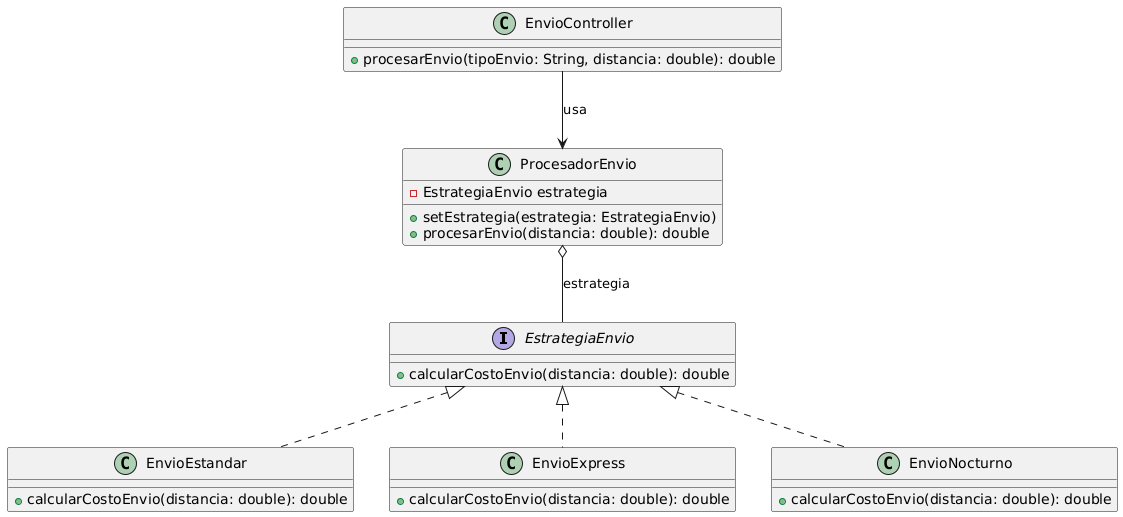 C EnvioController
procesarEnvio(tipoEnvio: String, distancia: double): double
usa
C ProcesadorEnvio
EstrategiaEnvio estrategia
setEstrategia(estrategia: EstrategiaEnvio)
procesarEnvio(distancia: double): double
estrategia
I EstrategiaEnvio
calcularCostoEnvio(distancia: double): double
C EnvioEstandar
calcularCostoEnvio(distancia: double): double
C EnvioExpress
calcularCostoEnvio(distancia: double): double
C EnvioNocturno
calcularCostoEnvio(distancia: double): double